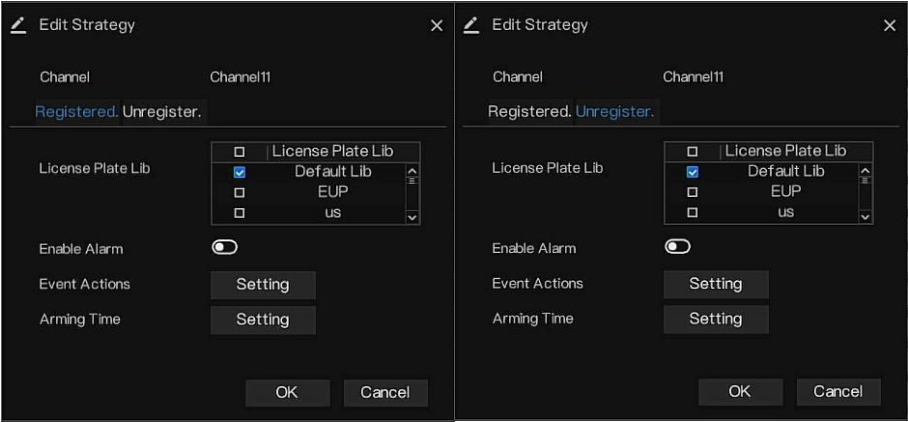 Edit Strategy
Channel Channel11
Registered. Unregister.
License Plate Lib
License Plate Lib
Default Lib
EUP
us
Enable Alarm
Event Actions Setting
Arming Time Setting
OK Cancel
Edit Strategy
Channel Channel11
Registered. Unregister.
License Plate Lib
License Plate Lib
Default Lib
EUP
us
Enable Alarm
Event Actions Setting
Arming Time Setting
OK Cancel